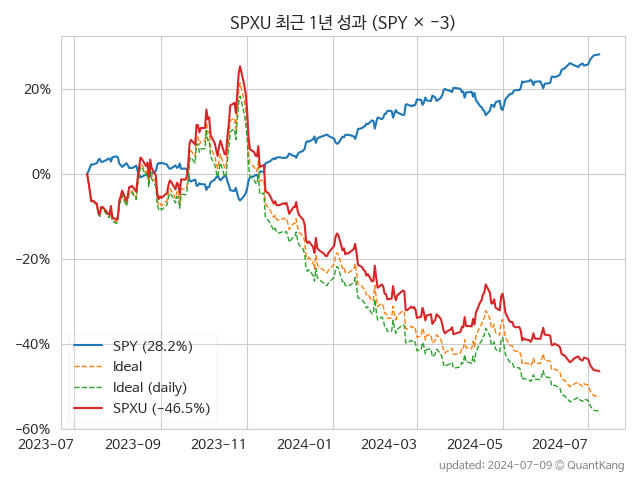 SPXU 최근 1년 성과 (SPY × −3)
20%
0%
−20%
−40%
−60%
SPY (28.2%)
Ideal
Ideal (daily)
SPXU (−46.5%)
2023-07 2023-09 2023-11 2024-01 2024-03 2024-05 2024-07
updated: 2024-07-09 © QuantKang